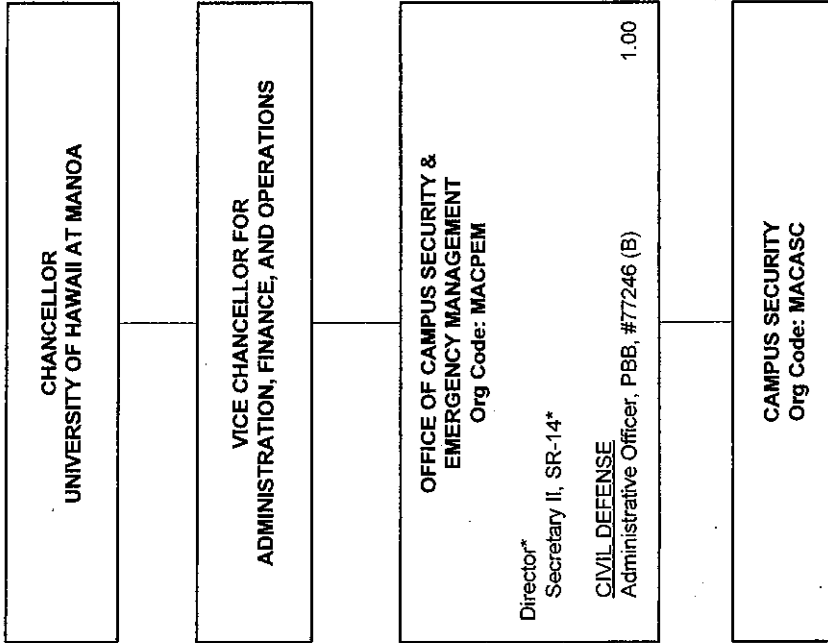 CHANCELLOR
UNIVERSITY OF HAWAII AT MANOA
VICE CHANCELLOR FOR
ADMINISTRATION, FINANCE, AND OPERATIONS
OFFICE OF CAMPUS SECURITY &
EMERGENCY MANAGEMENT
Org Code: MACPEM
Director*
Secretary II, SR-14*
CIVIL DEFENSE
Administrative Officer, PBB, #77246 (B) 1.00
CAMPUS SECURITY
Org Code: MACASC